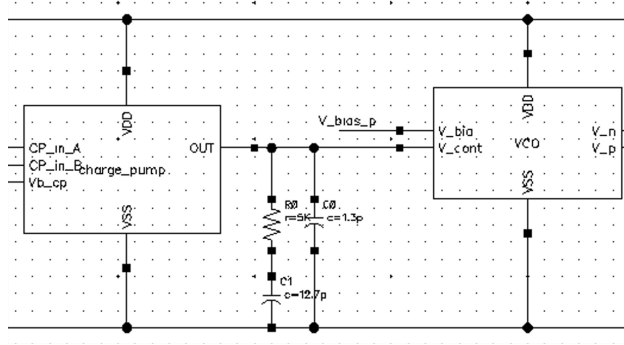 VDD
CP_in_A
CP_in_B
charge_pump
Vb_cp
OUT
VSS
V_bias_p
VDD
V_bia
V_cont
VCO
V_n
V_p
VSS
R0
r=5K
C0
c=1.3p
C1
c=12.7p